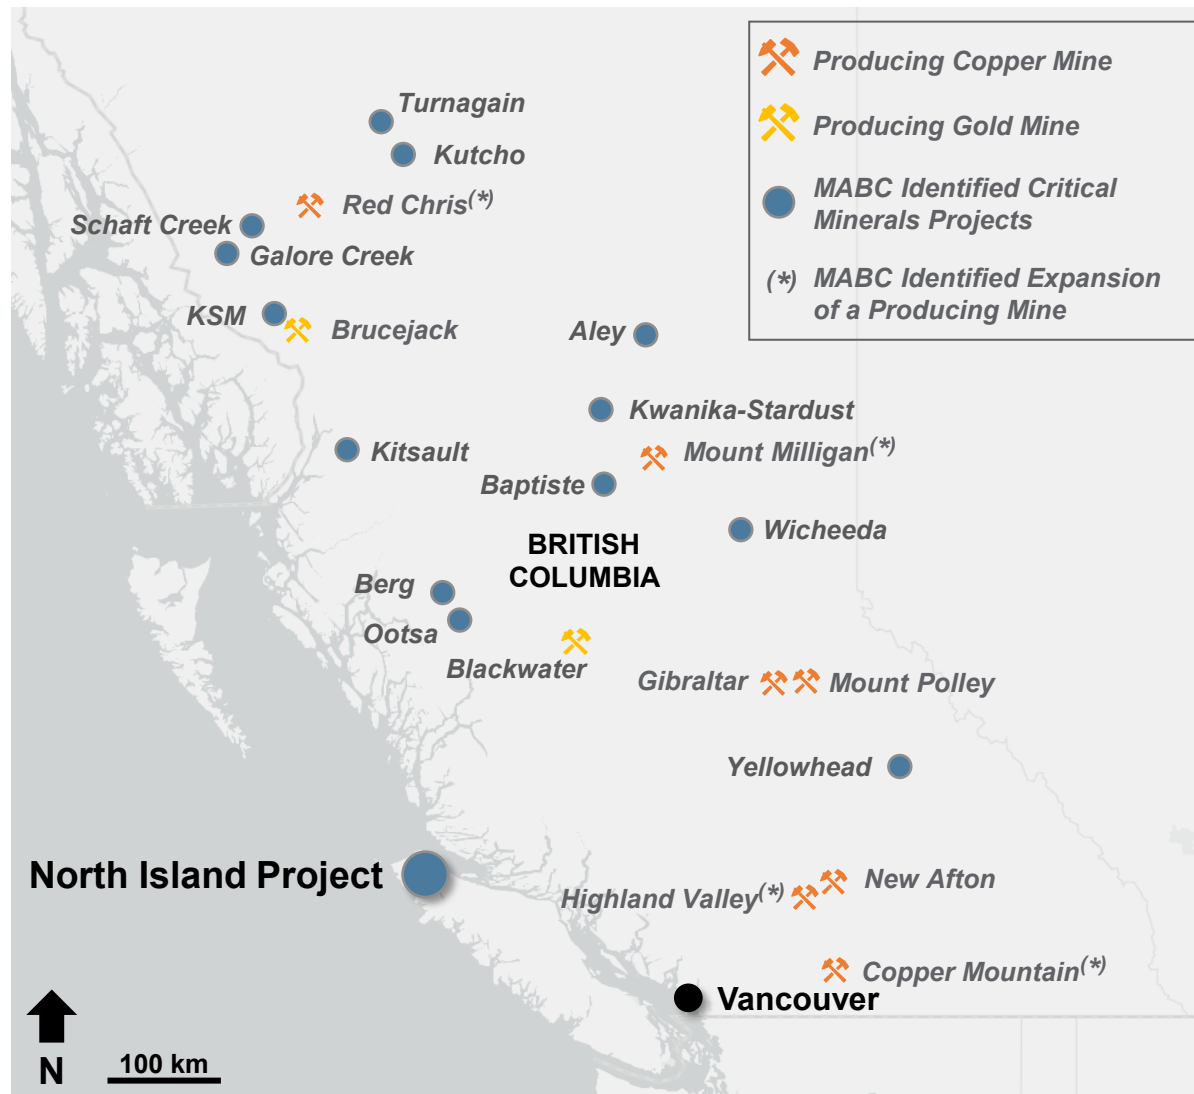 Producing Copper Mine
Producing Gold Mine
MABC Identified Critical
Minerals Projects
(*) MABC Identified Expansion
of a Producing Mine
Turnagain
Kutcho
Red Chris(*)
Schaft Creek
Galore Creek
KSM
Brucejack
Aley
Kwanika-Stardust
Kitsault
Mount Milligan(*)
Baptiste
Wicheeda
BRITISH
COLUMBIA
Berg
Ootsa
Blackwater
Gibraltar
Mount Polley
Yellowhead
North Island Project
New Afton
Highland Valley(*)
Copper Mountain(*)
Vancouver
N
100 km